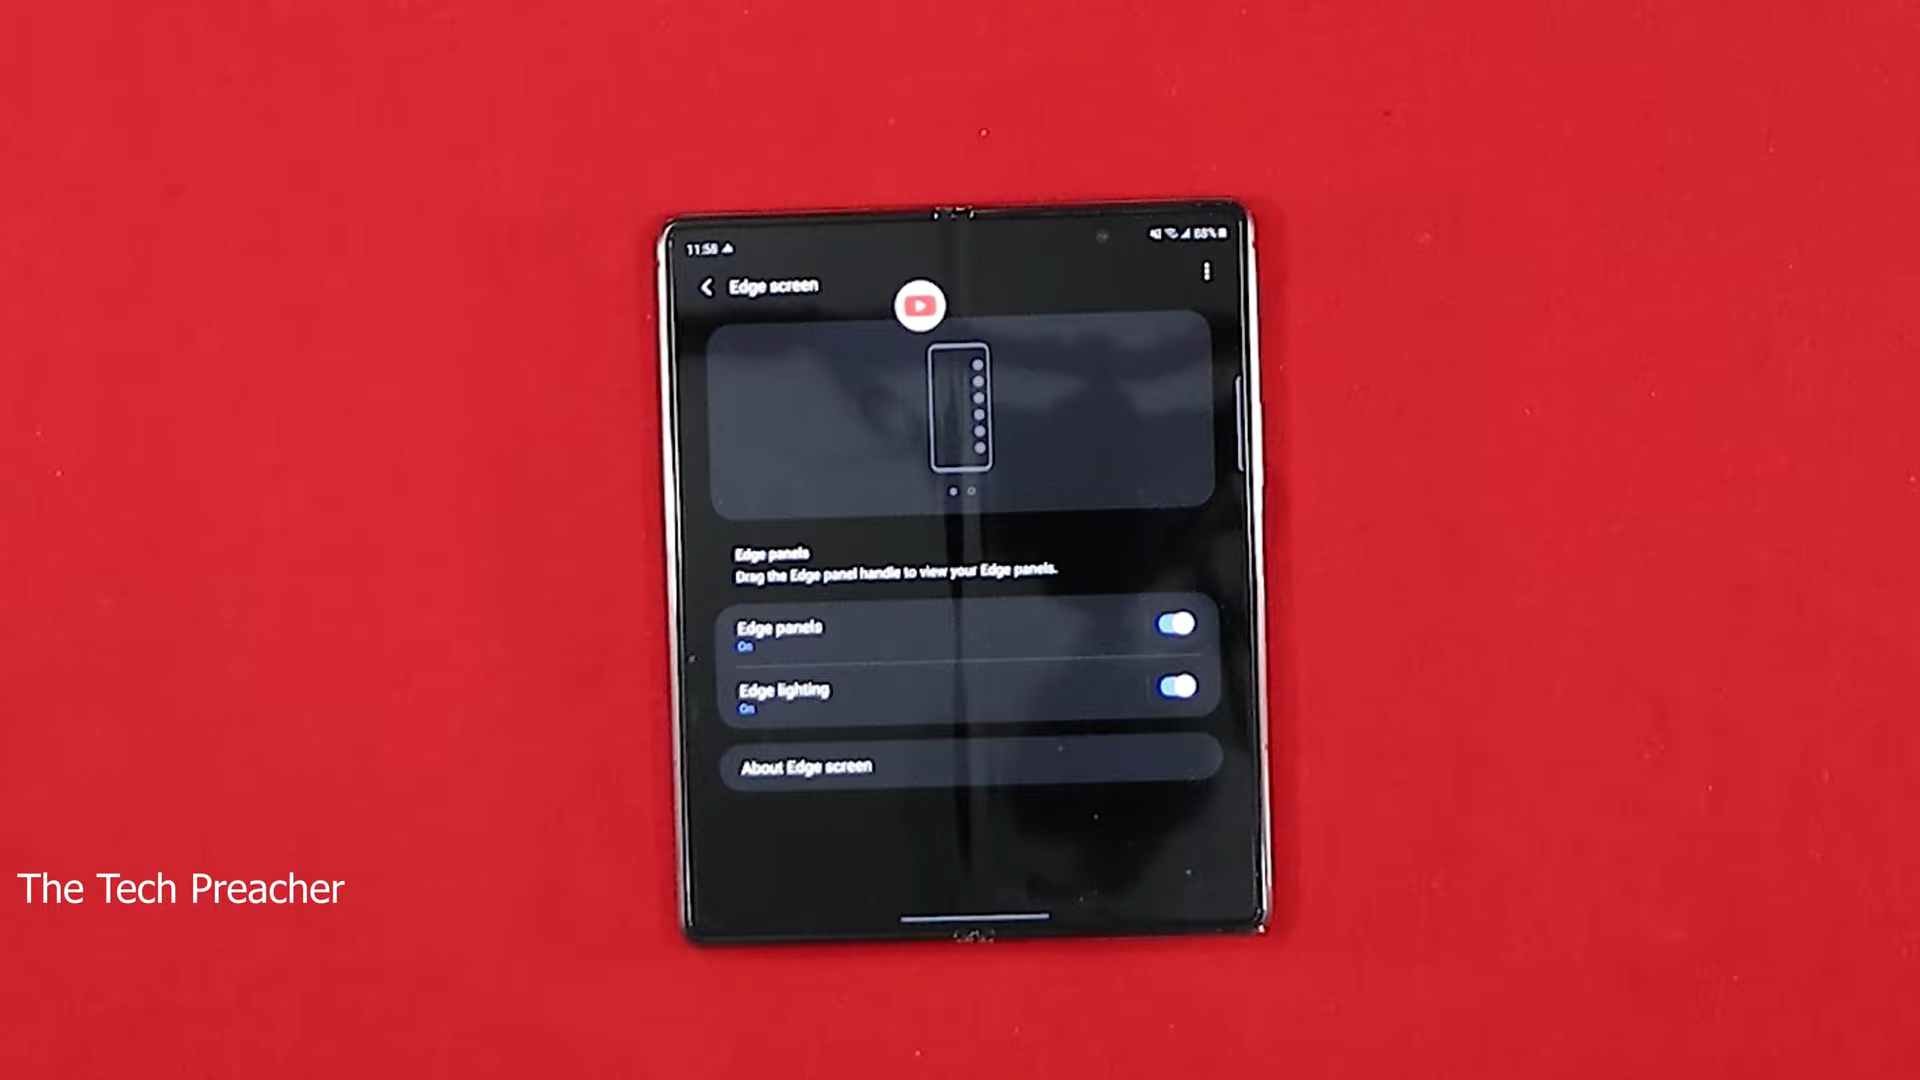 11:58
88%
Edge screen
Edge panels
Drag the Edge panel handle to view your Edge panels.
Edge panels
On
Edge lighting
On
About Edge screen
The Tech Preacher